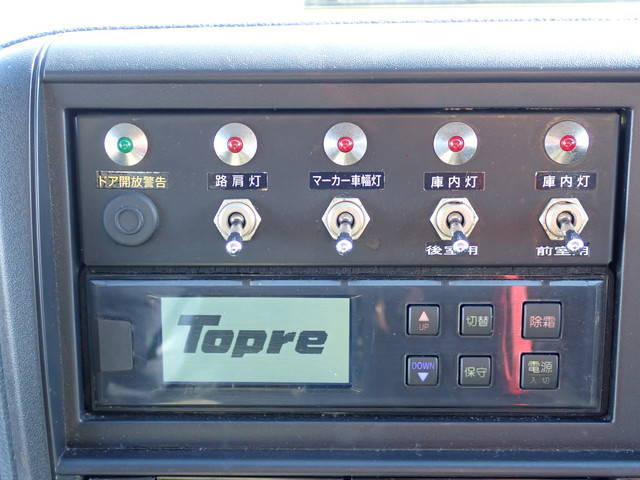 ドア開放警告
路肩灯
マーカー車幅灯
庫内灯
庫内灯
後室用
前室用
Topre
▲
UP
切替
除霜
DOWN
▼
保守
電源
入切